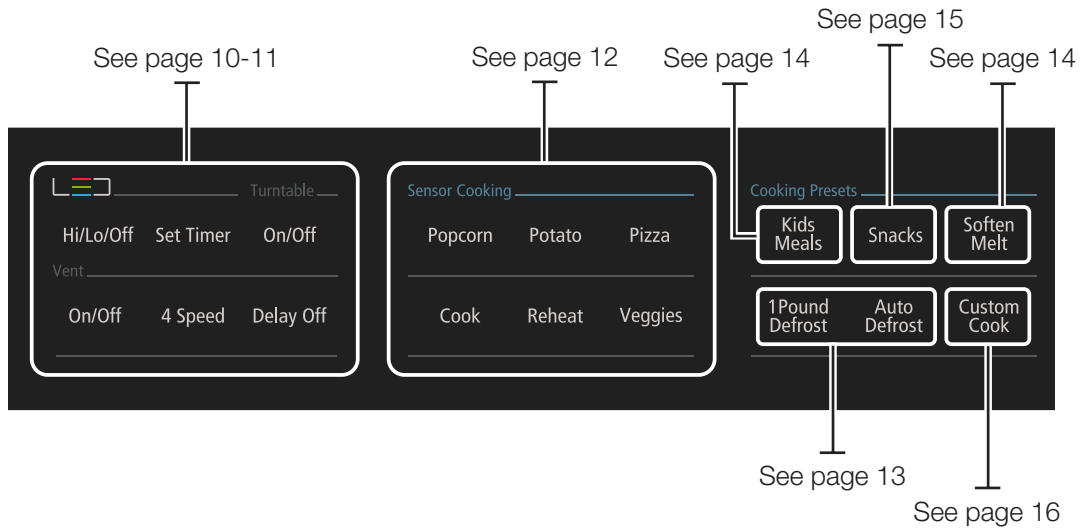 See page 15
See page 10-11
See page 12
See page 14
See page 14
LED
Turntable
Hi/Lo/Off Set Timer On/Off
Vent
On/Off 4 Speed Delay Off
Sensor Cooking
Popcorn Potato Pizza
Cook Reheat Veggies
Cooking Presets
Kids
Meals
Snacks
Soften
Melt
1Pound
Defrost
Auto
Defrost
Custom
Cook
See page 13
See page 16